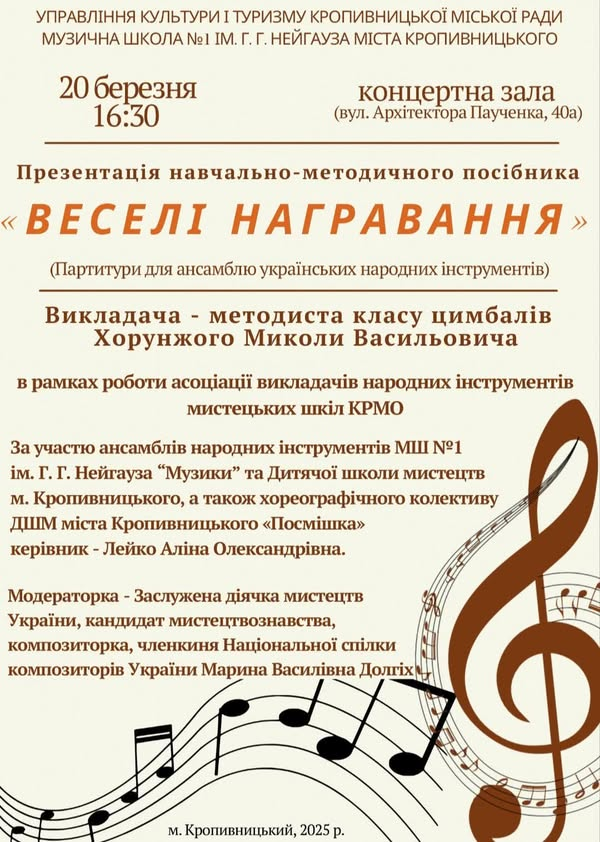 УПРАВЛІННЯ КУЛЬТУРИ І ТУРИЗМУ КРОПИВНИЦЬКОЇ МІСЬКОЇ РАДИ
МУЗИЧНА ШКОЛА №1 ІМ. Г. Г. НЕЙГАУЗА МІСТА КРОПИВНИЦЬКОГО
20 березня
16:30
концертна зала
(вул. Архітектора Паученка, 40а)
Презентація навчально-методичного посібника
« ВЕСЕЛІ НАГРАВАННЯ »
(Партитури для ансамблю українських народних інструментів)
Викладача - методиста класу цимбалів
Хорунжого Миколи Васильовича
в рамках роботи асоціації викладачів народних інструментів
мистецьких шкіл КРМО
За участю ансамблів народних інструментів МШ №1
ім. Г. Г. Нейгауза “Музики” та Дитячої школи мистецтв
м. Кропивницького, а також хореографічного колективу
ДШМ міста Кропивницького «Посмішка»
керівник - Лейко Аліна Олександрівна.
Модераторка - Заслужена діячка мистецтв
України, кандидат мистецтвознавства,
композиторка, членкиня Національної спілки
композиторів України Марина Василівна Долгіх
м. Кропивницький, 2025 р.